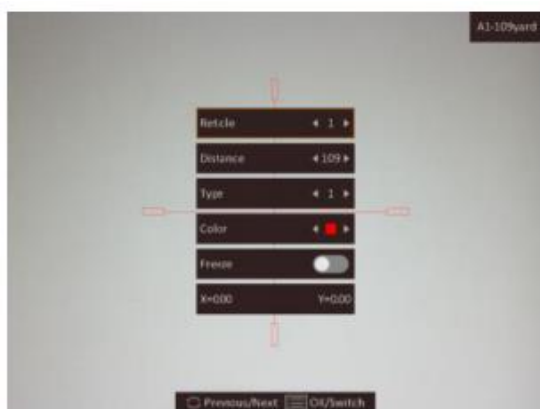 A1-109yard
Reticle 1
Distance 109
Type 1
Color
Freeze
X=0.00 Y=0.00
Previous/Next OK/Switch